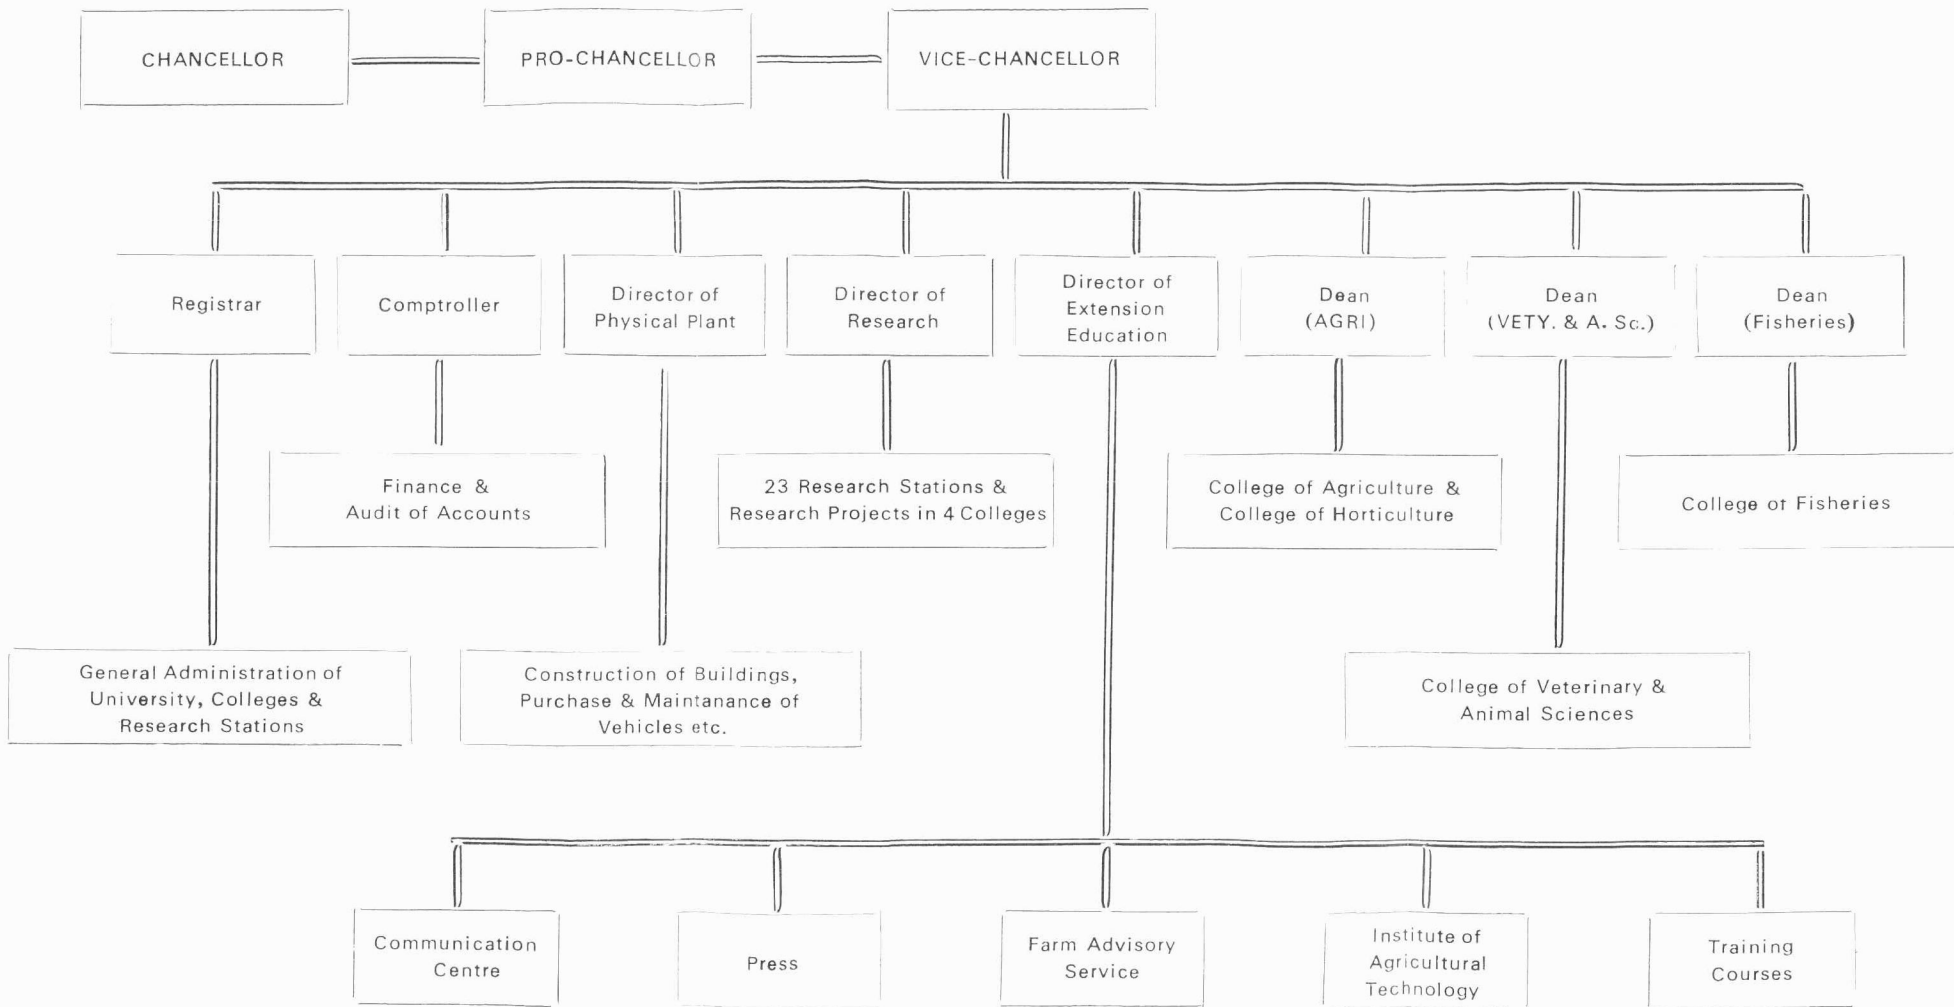 CHANCELLOR
PRO-CHANCELLOR
VICE-CHANCELLOR
Registrar
Comptroller
Director of
Physical Plant
Director of
Research
Director of
Extension
Education
Dean
(AGRI)
Dean
(VETY. & A. Sc.)
Dean
(Fisheries)
Finance &
Audit of Accounts
23 Research Stations &
Research Projects in 4 Colleges
College of Agriculture &
College of Horticulture
College of Fisheries
General Administration of
University, Colleges &
Research Stations
Construction of Buildings,
Purchase & Maintanance of
Vehicles etc.
College of Veterinary &
Animal Sciences
Communication
Centre
Press
Farm Advisory
Service
Institute of
Agricultural
Technology
Training
Courses